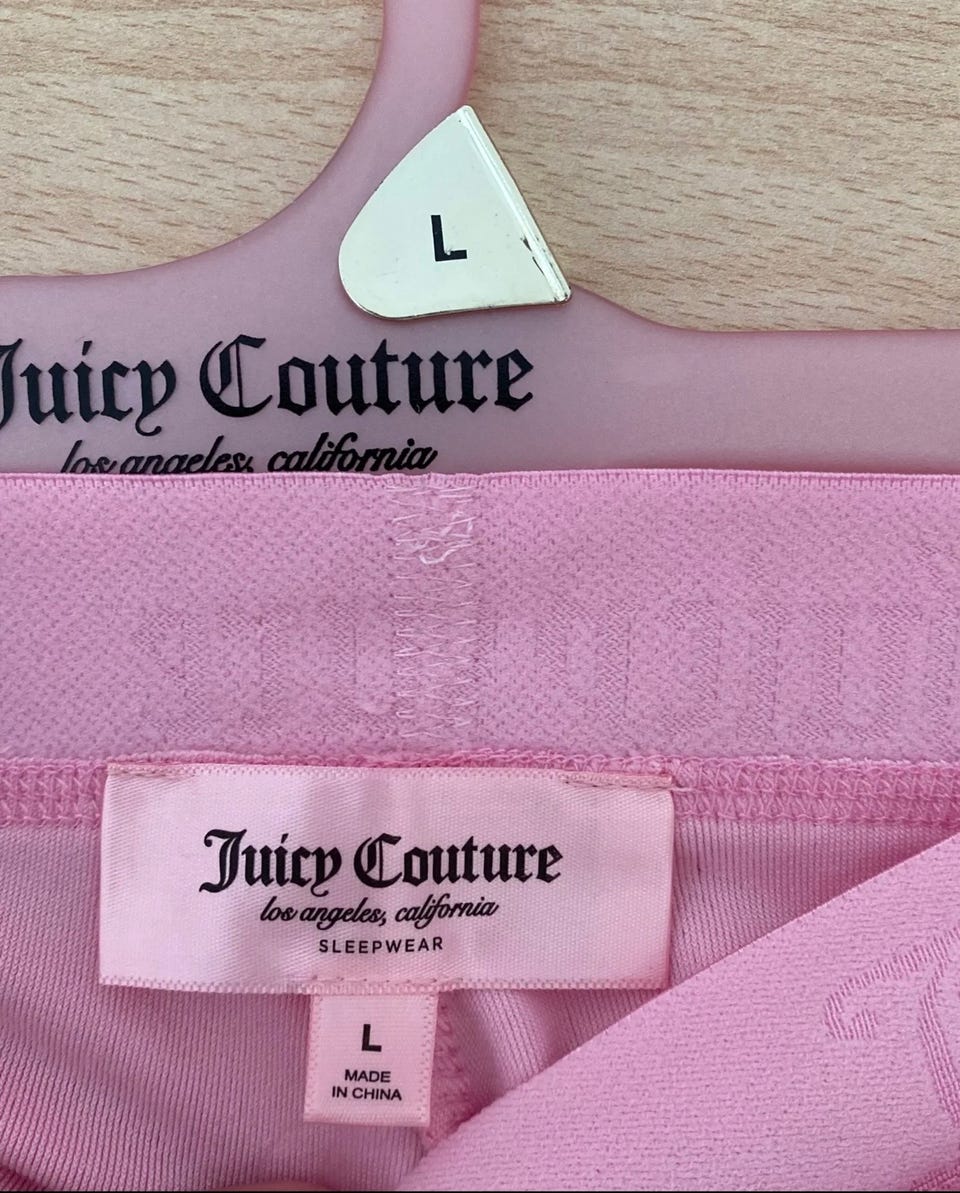 L
Juicy Couture
los angeles, california
Juicy Couture
los angeles, california
SLEEPWEAR
L
MADE
IN CHINA